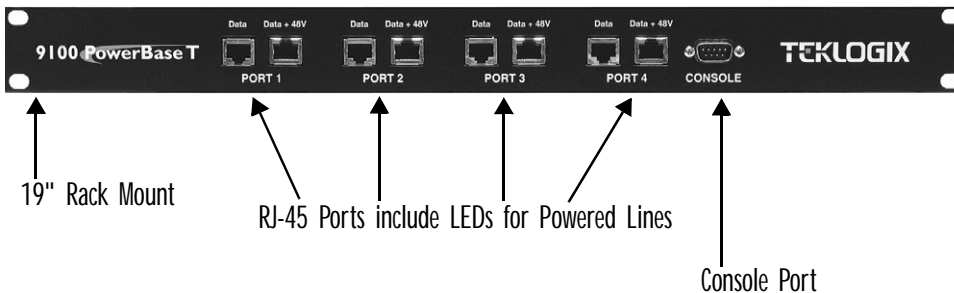 Data Data + 48V Data Data + 48V Data Data + 48V Data Data + 48V
9100 PowerBase T
TEKLOGIX
PORT 1 PORT 2 PORT 3 PORT 4 CONSOLE
19" Rack Mount
RJ-45 Ports include LEDs for Powered Lines
Console Port